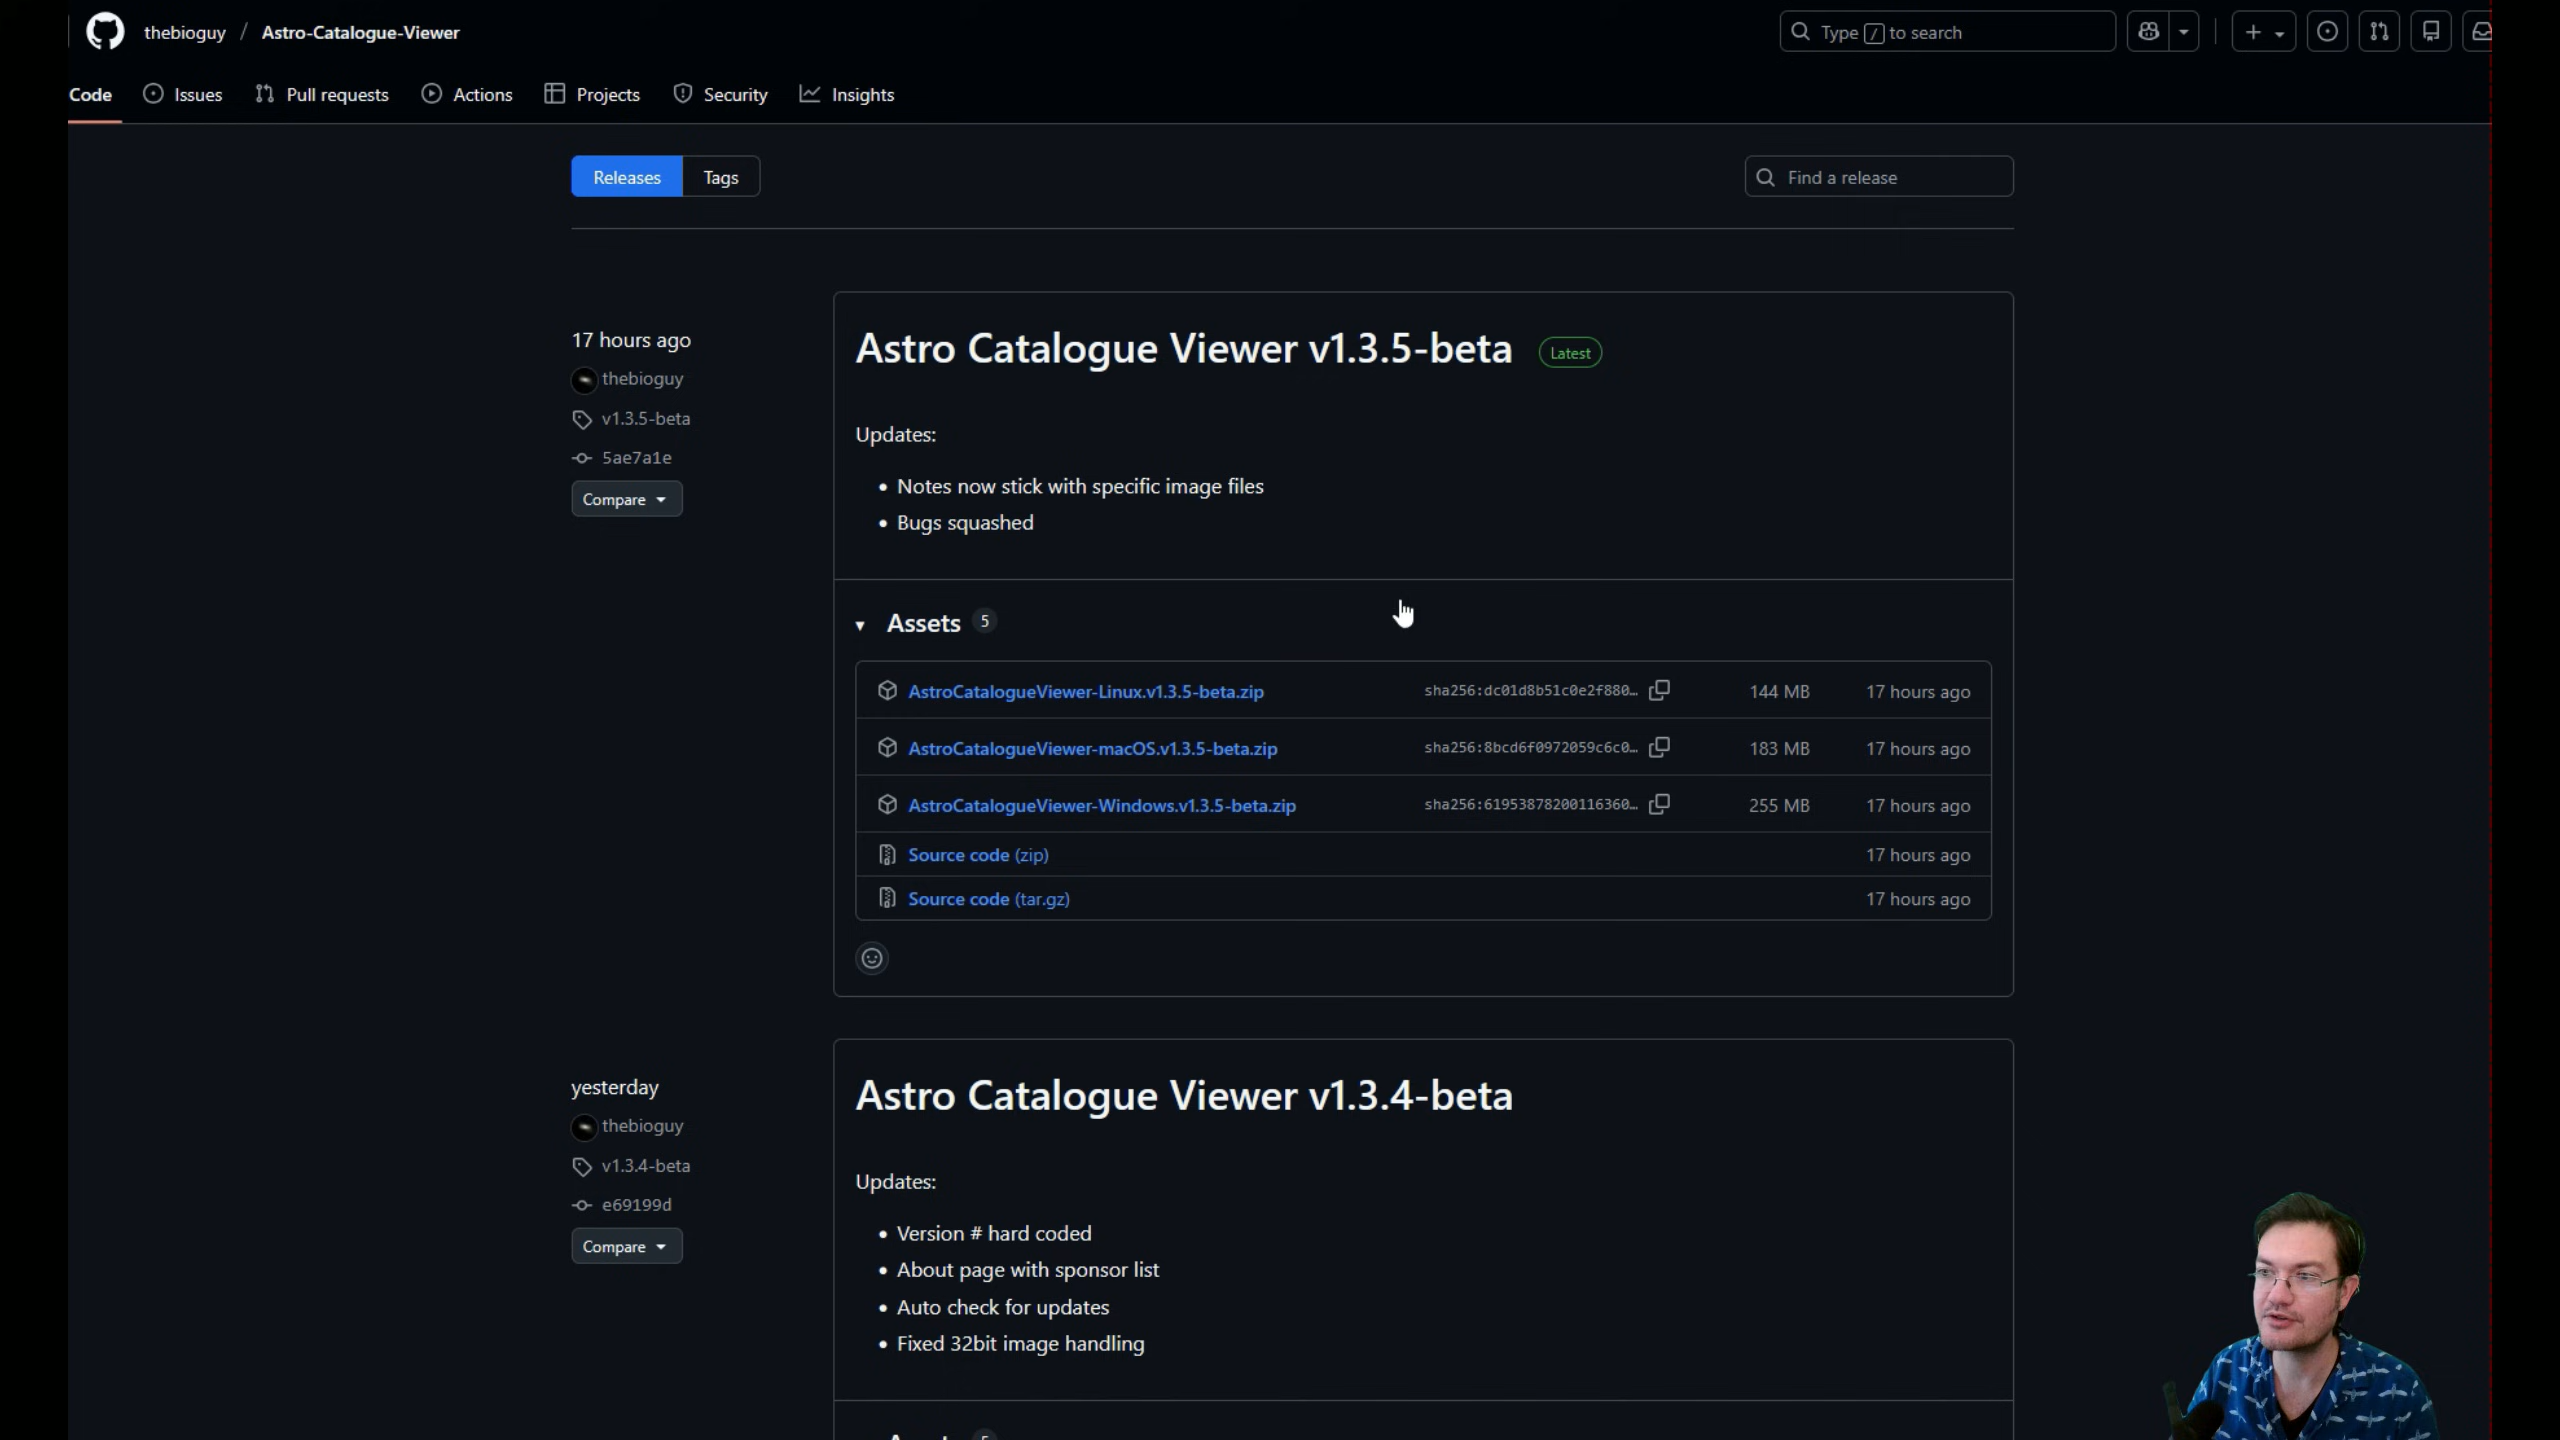 thebioguy / Astro-Catalogue-Viewer
Type / to search
Code Issues Pull requests Actions Projects Security Insights
Releases Tags
Find a release
17 hours ago
thebioguy
v1.3.5-beta
5ae7a1e
Compare
Astro Catalogue Viewer v1.3.5-beta Latest
Updates:
• Notes now stick with specific image files
• Bugs squashed
Assets 5
AstroCatalogueViewer-Linux.v1.3.5-beta.zip sha256:dc01d8b51c0e2f880… 144 MB 17 hours ago
AstroCatalogueViewer-macOS.v1.3.5-beta.zip sha256:8bcd6f0972059c6c0… 183 MB 17 hours ago
AstroCatalogueViewer-Windows.v1.3.5-beta.zip sha256:61953878200116360… 255 MB 17 hours ago
Source code (zip) 17 hours ago
Source code (tar.gz) 17 hours ago
yesterday
thebioguy
v1.3.4-beta
e69199d
Compare
Astro Catalogue Viewer v1.3.4-beta
Updates:
• Version # hard coded
• About page with sponsor list
• Auto check for updates
• Fixed 32bit image handling